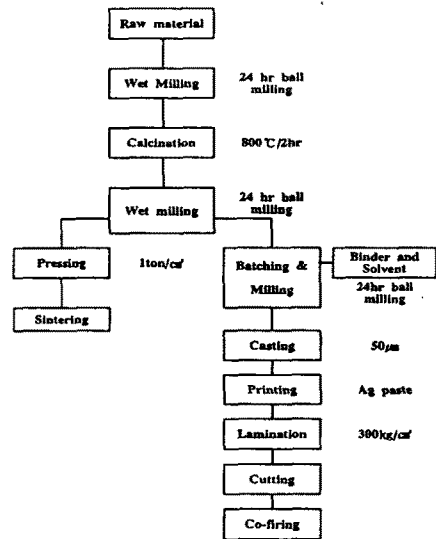 Raw material
Wet Milling 24 hr ball
milling
Calcination 800℃/2hr
Wet milling 24 hr ball
milling
Pressing 1ton/㎠
Sintering
Batching &
Milling
Binder and
Solvent
24hr ball
milling
Casting 50㎛
Printing Ag paste
Lamination 300kg/㎠
Cutting
Co-firing